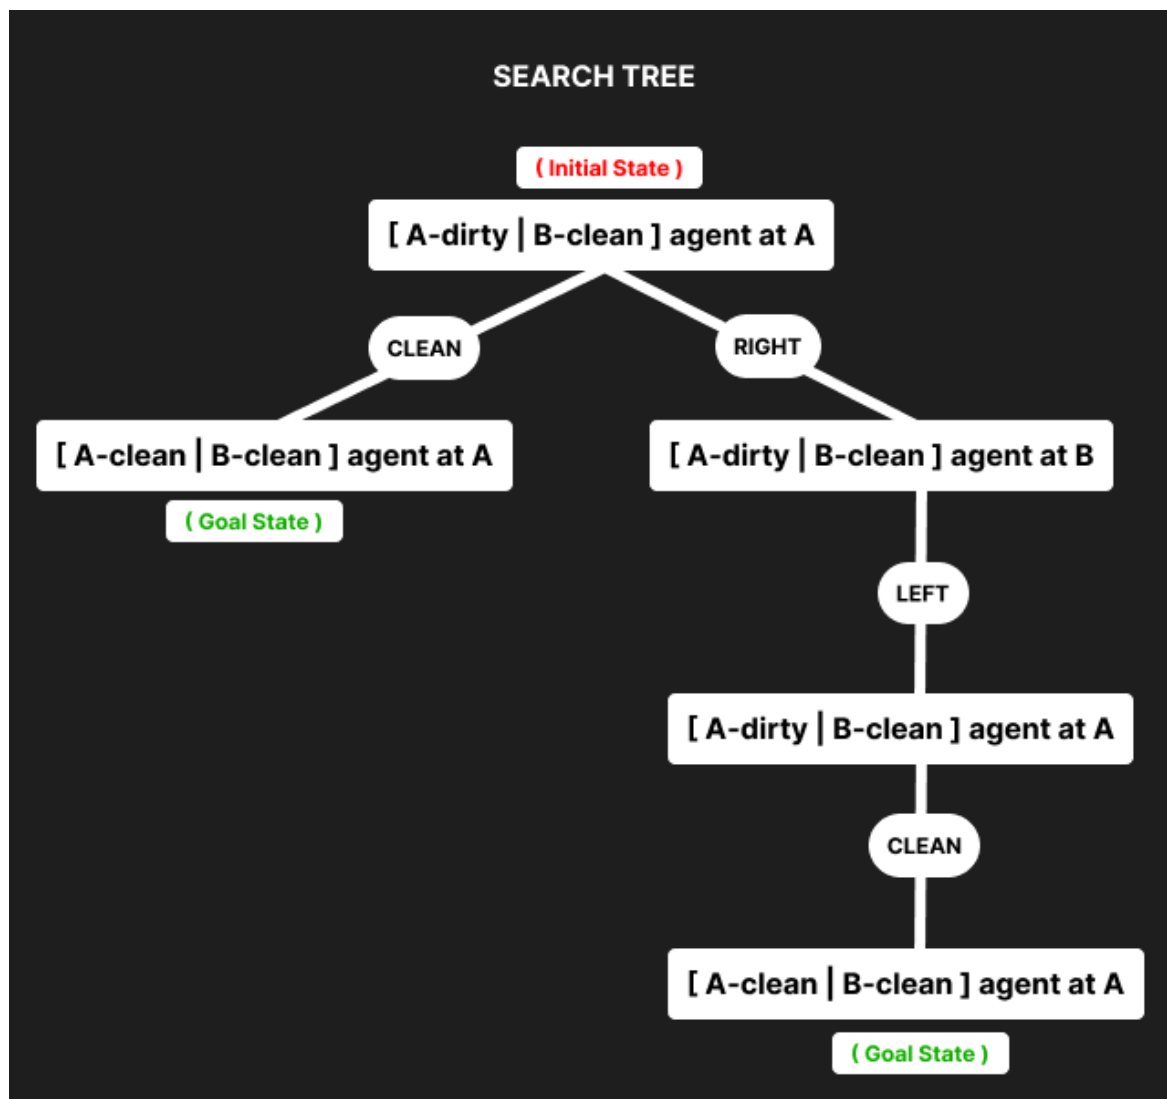 SEARCH TREE
( Initial State )
[ A-dirty | B-clean ] agent at A
CLEAN
RIGHT
[ A-clean | B-clean ] agent at A
[ A-dirty | B-clean ] agent at B
( Goal State )
LEFT
[ A-dirty | B-clean ] agent at A
CLEAN
[ A-clean | B-clean ] agent at A
( Goal State )